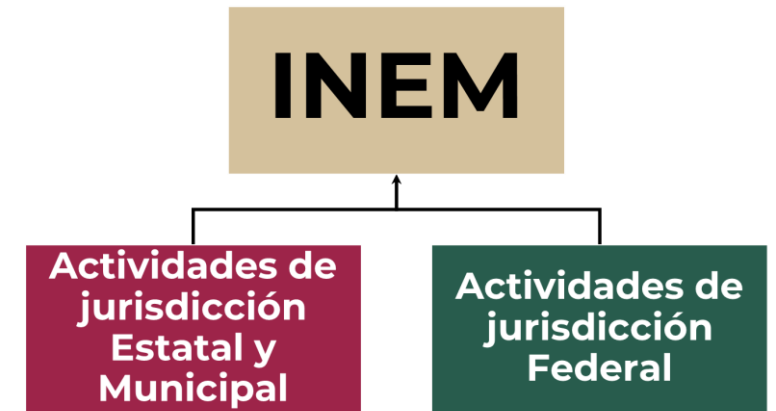 INEM
Actividades de
jurisdicción
Estatal y
Municipal
Actividades de
jurisdicción
Federal